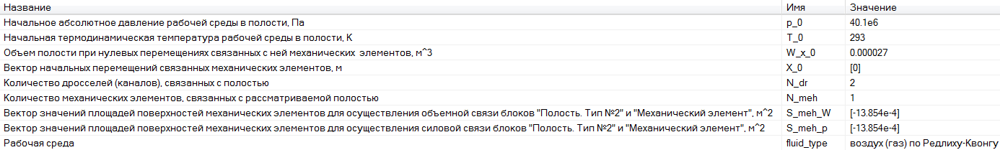 Название Имя Значение
Начальное абсолютное давление рабочей среды в полости, Па p_0 40.1e6
Начальная термодинамическая температура рабочей среды в полости, К T_0 293
Объем полости при нулевых перемещениях связанных с ней механических элементов, м^3 W_x_0 0.000027
Вектор начальных перемещений связанных механических элементов, м X_0 [0]
Количество дросселей (каналов), связанных с полостью N_dr 2
Количество механических элементов, связанных с рассматриваемой полостью N_meh 1
Вектор значений площадей поверхностей механических элементов для осуществления объемной связи блоков "Полость. Тип №2" и "Механический элемент", м^2 S_meh_W [-13.854e-4]
Вектор значений площадей поверхностей механических элементов для осуществления силовой связи блоков "Полость. Тип №2" и "Механический элемент", м^2 S_meh_p [-13.854e-4]
Рабочая среда fluid_type воздух (газ) по Редлиху-Квонгу